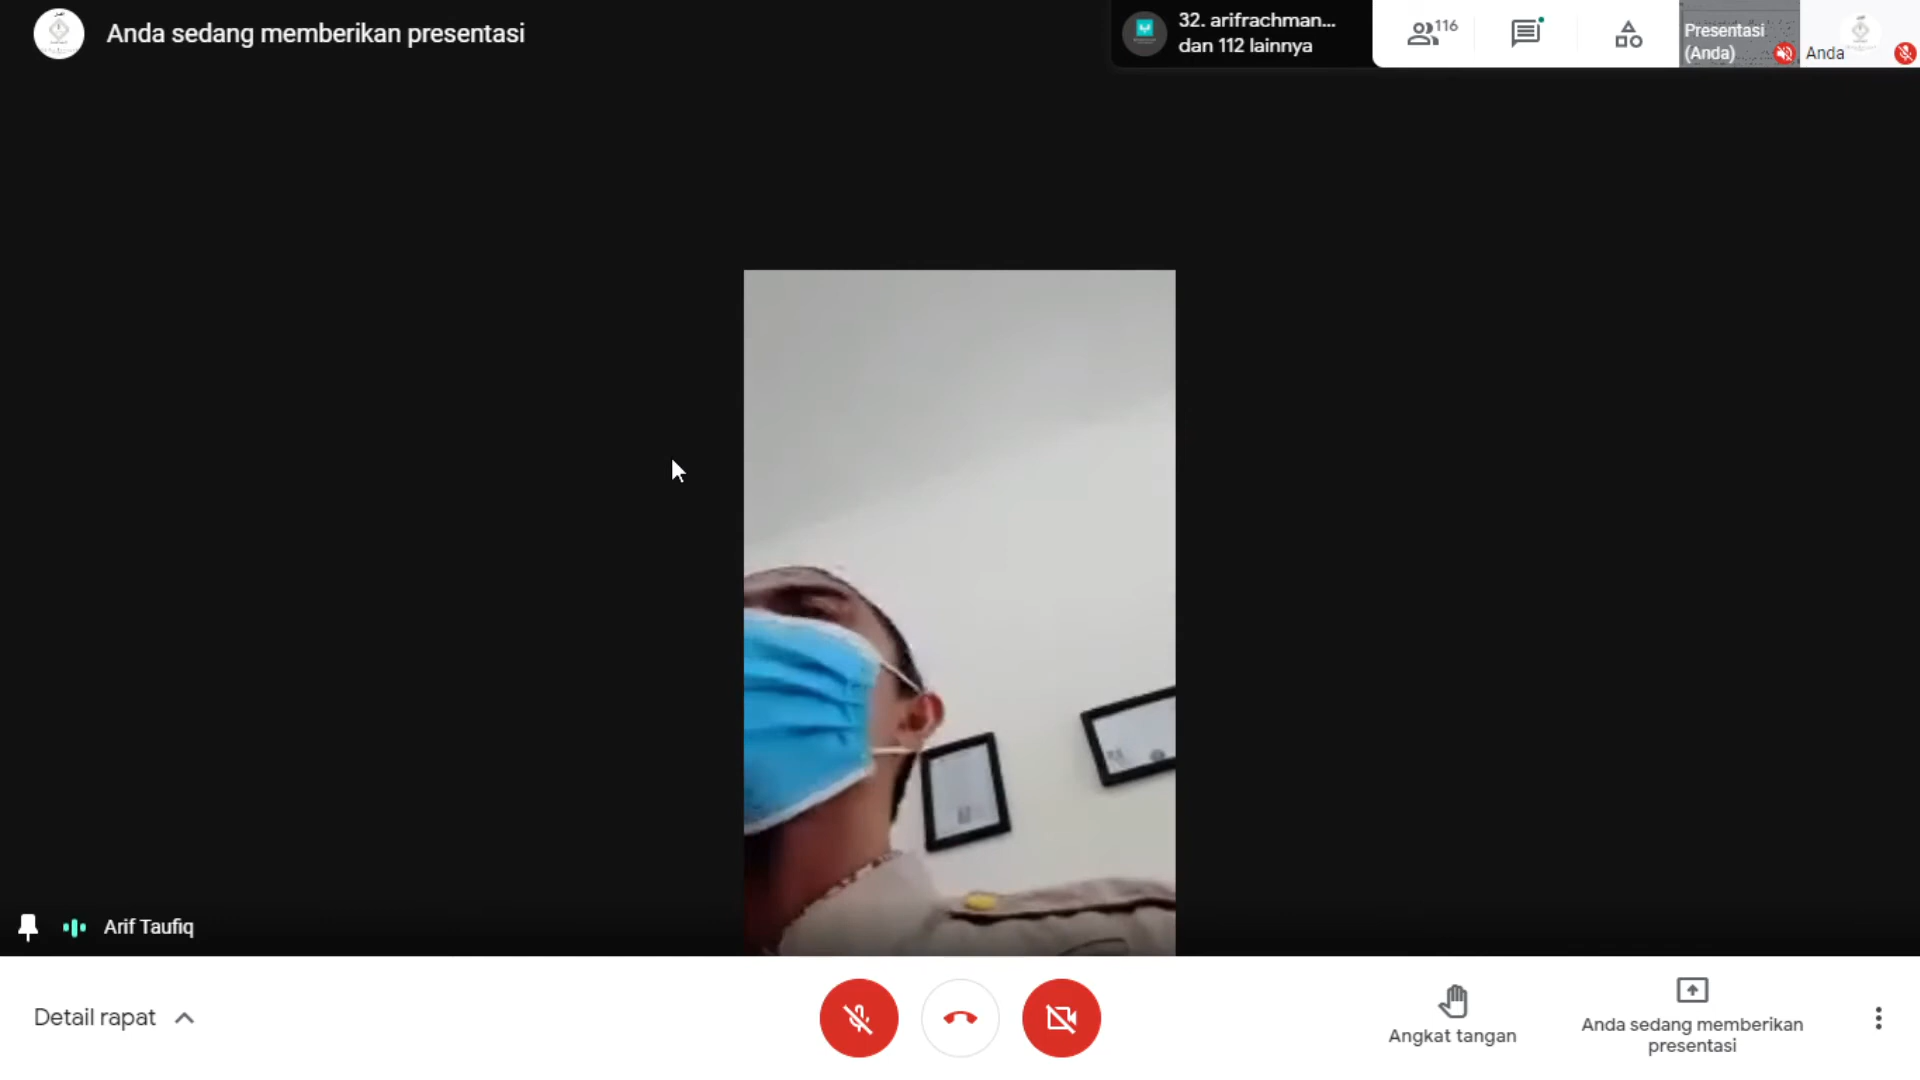 Anda sedang memberikan presentasi
32. arifrachman...
dan 112 lainnya
116
Presentasi
(Anda)
Anda
Arif Taufiq
Detail rapat
Angkat tangan
Anda sedang memberikan
presentasi